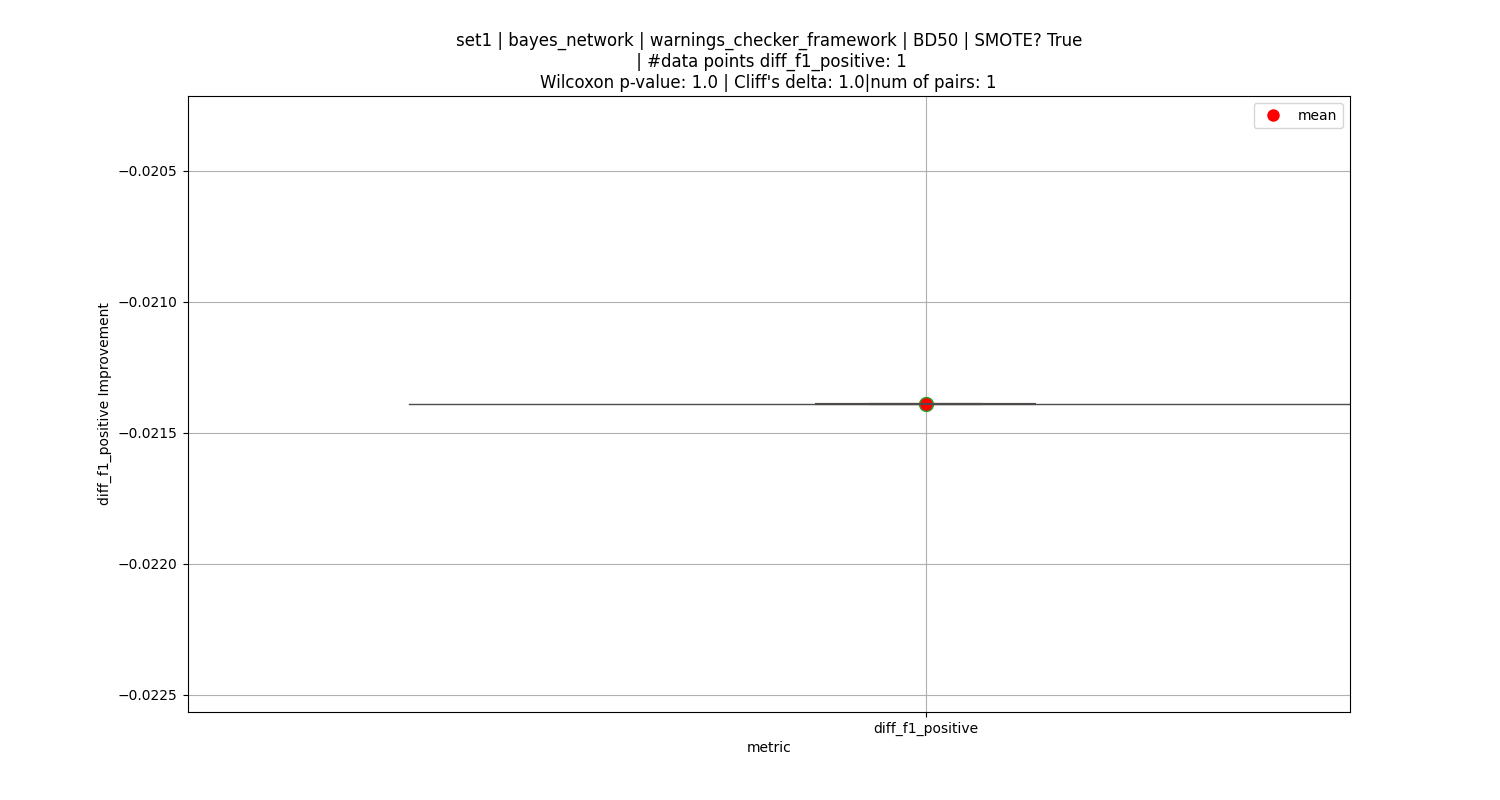 set1 | bayes_network | warnings_checker_framework | BD50 | SMOTE? True
| #data points diff_f1_positive: 1
Wilcoxon p-value: 1.0 | Cliff's delta: 1.0|num of pairs: 1
mean
−0.0205
−0.0210
−0.0215
−0.0220
−0.0225
diff_f1_positive Improvement
diff_f1_positive
metric